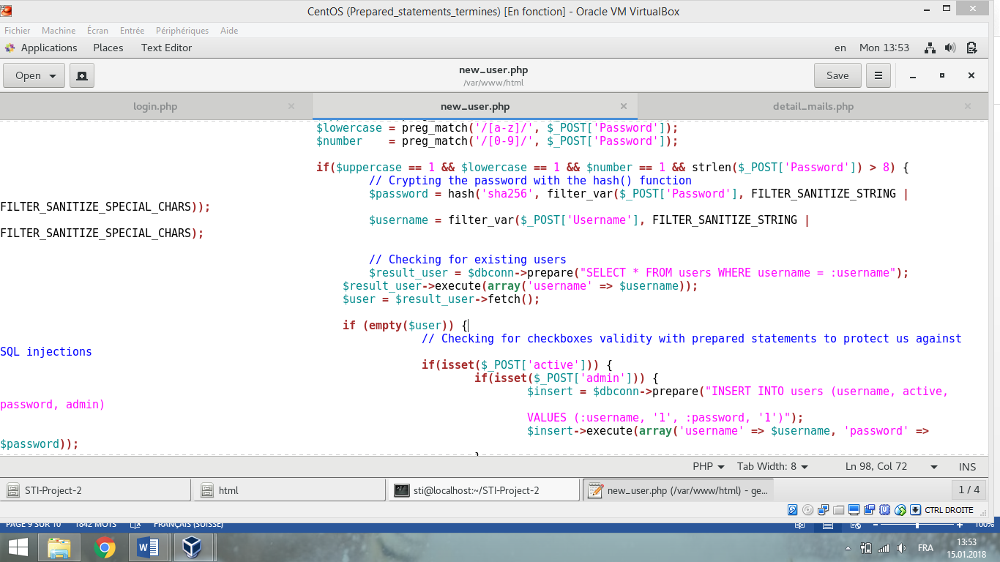 CentOS (Prepared_statements_termines) [En fonction] - Oracle VM VirtualBox
Fichier Machine Écran Entrée Périphériques Aide
Applications Places Text Editor en Mon 13:53
Open new_user.php Save
/var/www/html
login.php new_user.php detail_mails.php
$lowercase = preg_match('/[a-z]/', $_POST['Password']);
$number = preg_match('/[0-9]/', $_POST['Password']);
if($uppercase == 1 && $lowercase == 1 && $number == 1 && strlen($_POST['Password']) > 8) {
// Crypting the password with the hash() function
$password = hash('sha256', filter_var($_POST['Password'], FILTER_SANITIZE_STRING |
FILTER_SANITIZE_SPECIAL_CHARS));
$username = filter_var($_POST['Username'], FILTER_SANITIZE_STRING |
FILTER_SANITIZE_SPECIAL_CHARS);
// Checking for existing users
$result_user = $dbconn->prepare("SELECT * FROM users WHERE username = :username");
$result_user->execute(array('username' => $username));
$user = $result_user->fetch();
if (empty($user)) {
// Checking for checkboxes validity with prepared statements to protect us against
SQL injections
if(isset($_POST['active'])) {
if(isset($_POST['admin'])) {
$insert = $dbconn->prepare("INSERT INTO users (username, active,
password, admin)
VALUES (:username, '1', :password, '1')");
$insert->execute(array('username' => $username, 'password' =>
$password));
PHP Tab Width: 8 Ln 98, Col 72 INS
STI-Project-2 html sti@localhost:~/STI-Project-2 new_user.php (/var/www/html) - ge... 1 / 4
CTRL DROITE
PAGE 9 SUR 10 1842 MOTS FRANÇAIS (SUISSE) 100%
FRA 13:53
15.01.2018